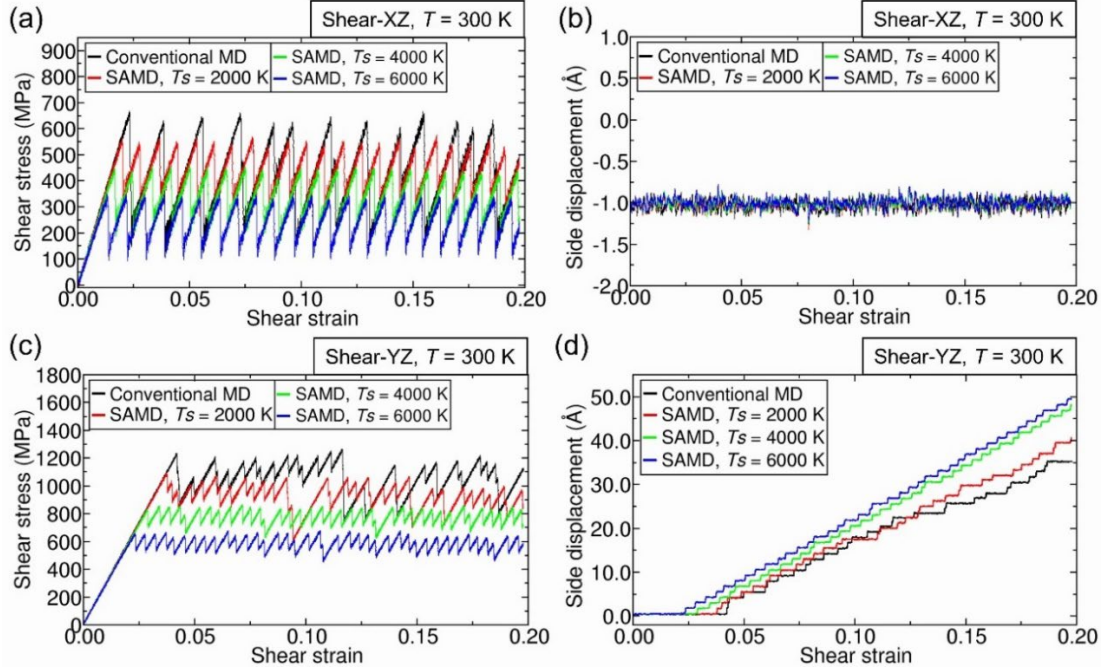 (a)
Shear-XZ, T = 300 K
Conventional MD
SAMD, Ts = 2000 K
SAMD, Ts = 4000 K
SAMD, Ts = 6000 K
Shear stress (MPa)
900
800
700
600
500
400
300
200
100
0
0.00 0.05 0.10 0.15 0.20
Shear strain
(b)
Shear-XZ, T = 300 K
Conventional MD
SAMD, Ts = 2000 K
SAMD, Ts = 4000 K
SAMD, Ts = 6000 K
Side displacement (Å)
1.0
0.5
0.0
-0.5
-1.0
-1.5
-2.0
0.00 0.05 0.10 0.15 0.20
Shear strain
(c)
Shear-YZ, T = 300 K
Conventional MD
SAMD, Ts = 2000 K
SAMD, Ts = 4000 K
SAMD, Ts = 6000 K
Shear stress (MPa)
1800
1600
1400
1200
1000
800
600
400
200
0
0.00 0.05 0.10 0.15 0.20
Shear strain
(d)
Shear-YZ, T = 300 K
Conventional MD
SAMD, Ts = 2000 K
SAMD, Ts = 4000 K
SAMD, Ts = 6000 K
Side displacement (Å)
50.0
40.0
30.0
20.0
10.0
0.0
0.00 0.05 0.10 0.15 0.20
Shear strain